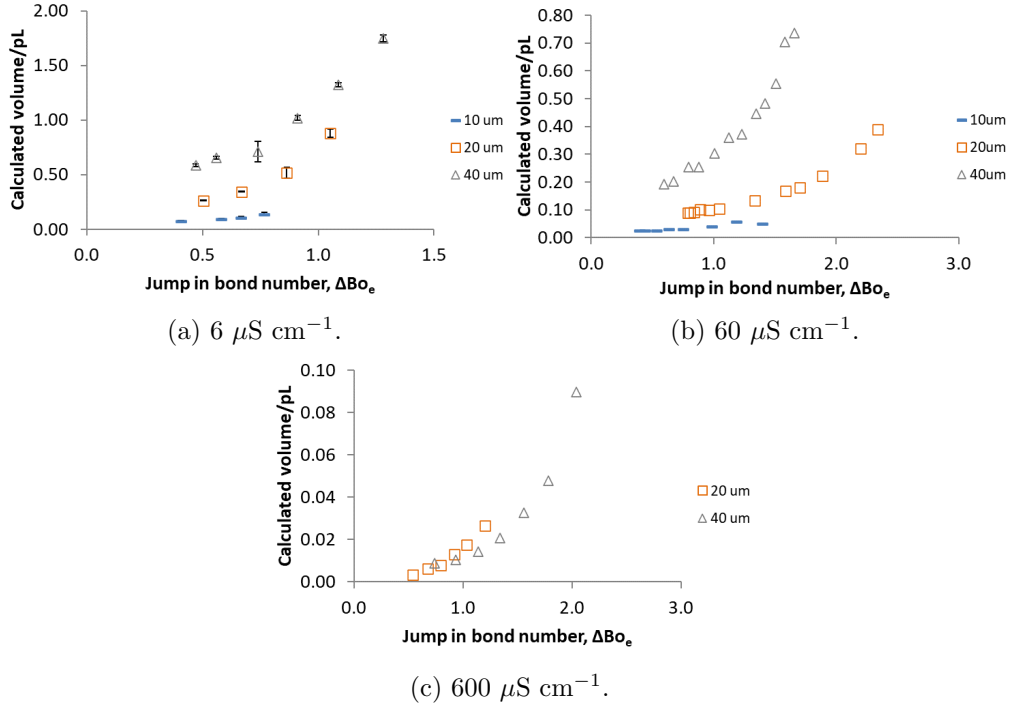 2.00
1.50
1.00
0.50
0.00
Calculated volume/pL
0.0
0.5
1.0
1.5
Jump in bond number, ΔBoₑ
10 um
20 um
40 um
(a) 6 μS cm⁻¹.
0.80
0.70
0.60
0.50
0.40
0.30
0.20
0.10
0.00
Calculated volume/pL
0.0
1.0
2.0
3.0
Jump in bond number, ΔBoₑ
10um
20um
40um
(b) 60 μS cm⁻¹.
0.10
0.08
0.06
0.04
0.02
0.00
Calculated volume/pL
0.0
1.0
2.0
3.0
Jump in bond number, ΔBoₑ
20 um
40 um
(c) 600 μS cm⁻¹.